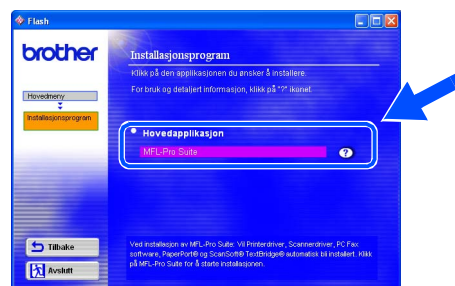 Flash
brother
Installasjonsprogram
Klikk på den applikasjonen du ønsker å installere.
For bruk og detaljert informasjon, klikk på "?" ikonet.
Hovedmeny
Installasjonsprogram
Hovedapplikasjon
MFL-Pro Suite
?
Tilbake
Avslutt
Ved installasjon av MFL-Pro Suite: Vil Printerdriver, Scannerdriver, PC Fax
software, PaperPort® og ScanSoft® TextBridge® automatisk bli installert. Klikk
på MFL-Pro Suite for å starte installasjonen.